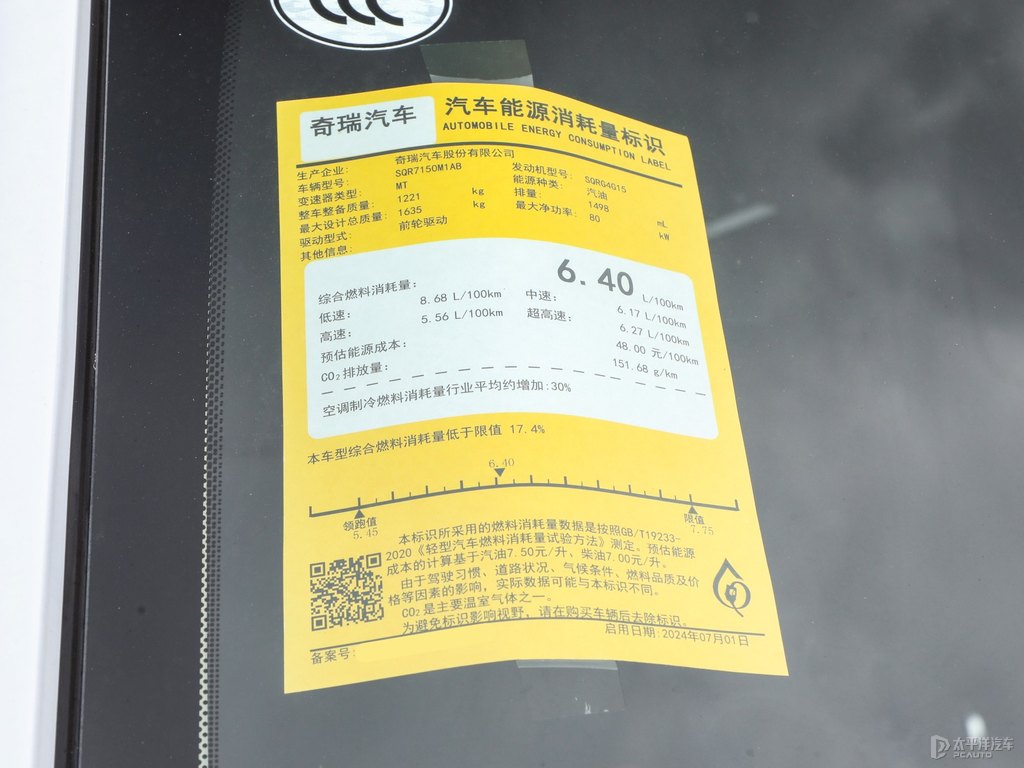 奇瑞汽车
汽车能源消耗量标识
AUTOMOBILE ENERGY CONSUMPTION LABEL
生产企业: 奇瑞汽车股份有限公司
车辆型号: SQR7150M1AB 发动机型号: SQRG4G15
变速器类型: MT 能源种类: 汽油
整车整备质量: 1221 kg 排量: 1498 mL
最大设计总质量: 1635 kg 最大净功率: 80 kW
驱动型式: 前轮驱动
其他信息:
综合燃料消耗量: 6.40 L/100km
低速: 8.68 L/100km 中速: 6.17 L/100km
高速: 5.56 L/100km 超高速: 6.27 L/100km
预估能源成本: 48.00 元/100km
CO₂排放量: 151.68 g/km
空调制冷燃料消耗量行业平均约增加:30%
本车型综合燃料消耗量低于限值 17.4%
6.40
领跑值 限值
5.45 7.75
本标识所采用的燃料消耗量数据是按照GB/T19233-
2020《轻型汽车燃料消耗量试验方法》测定。预估能源
成本的计算基于汽油7.50元/升、柴油7.00元/升。
由于驾驶习惯、道路状况、气候条件、燃料品质及价
格等因素的影响,实际数据可能与本标识不同。
CO₂是主要温室气体之一。
为避免标识影响视野,请在购买车辆后去除标识。
启用日期:2024年07月01日
备案号:
太平洋汽车
PCAUTO